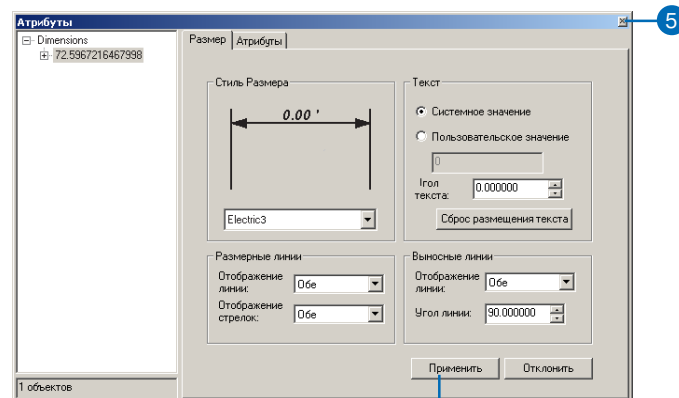 Атрибуты
5
Dimensions
72.5967216467998
1 объектов
Размер
Атрибуты
Стиль Размера
0.00 '
Electric3
Текст
Системное значение
Пользовательское значение
0
Iгол
текста:
0.000000
Сброс размещения текста
Размерные линии
Отображение
линии:
Обе
Отображение
стрелок:
Обе
Выносные линии
Отображение
линии:
Обе
Угол линии:
90.000000
Применить
Отклонить